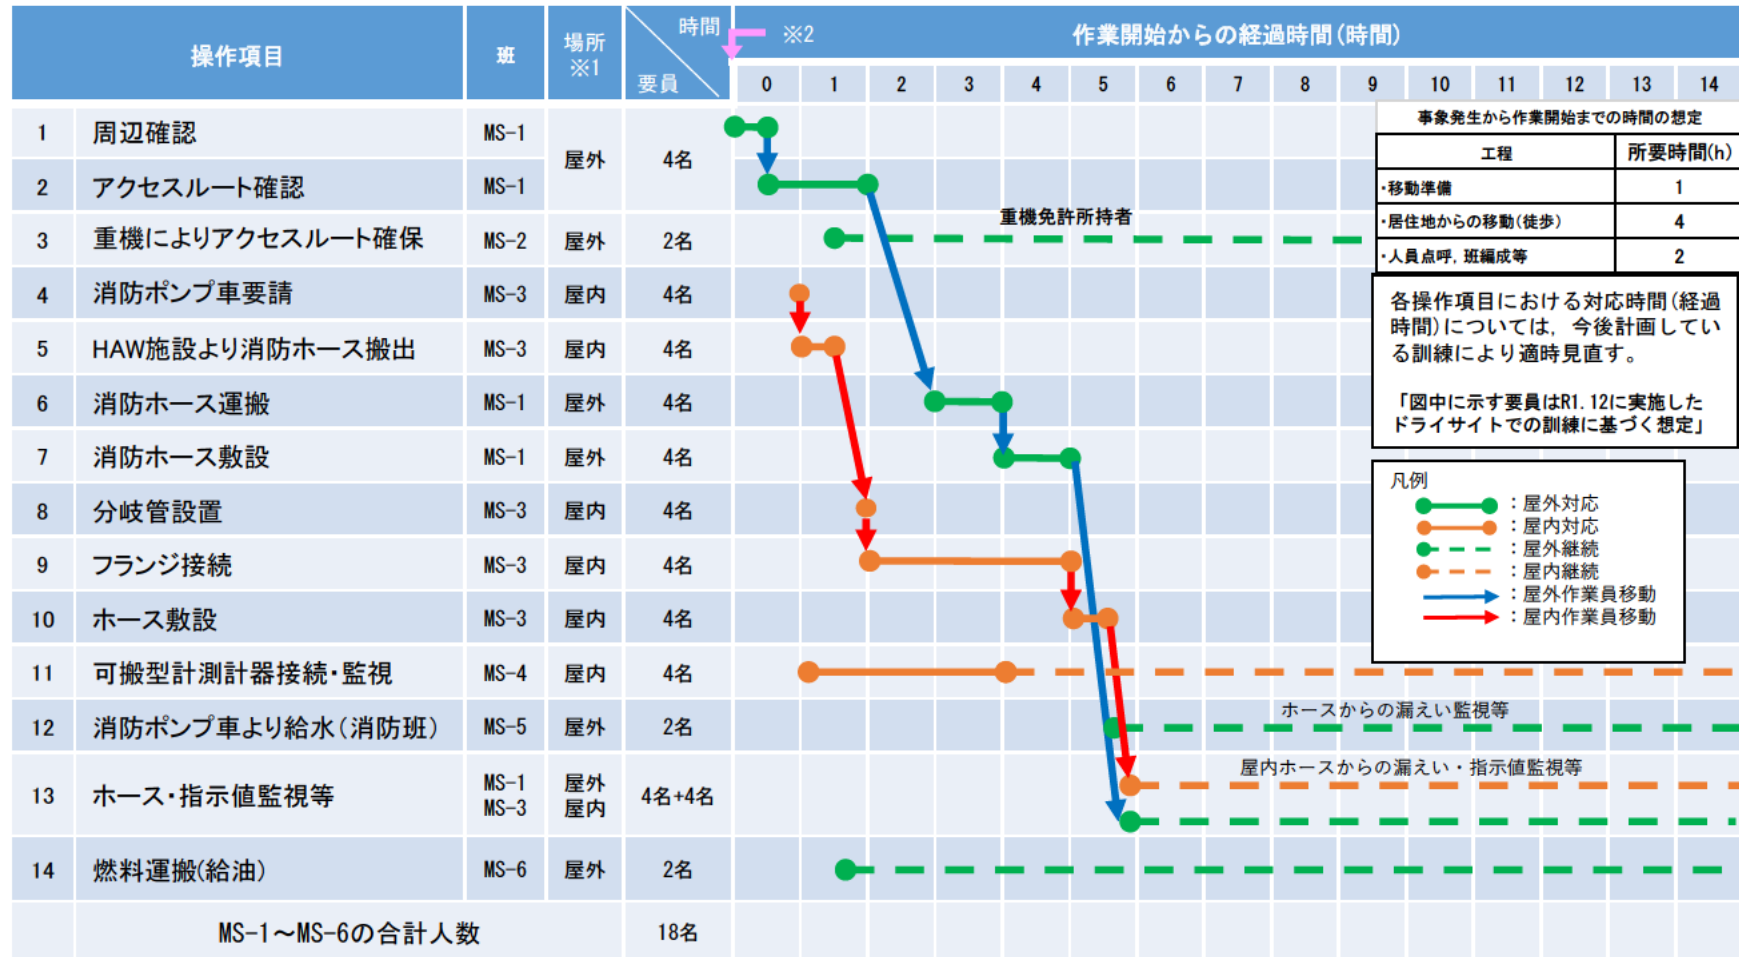 操作項目 班 場所 ※1 時間 要員 ※2 作業開始からの経過時間(時間)
0 1 2 3 4 5 6 7 8 9 10 11 12 13 14
1 周辺確認 MS-1 屋外 4名
2 アクセスルート確認 MS-1
3 重機によりアクセスルート確保 MS-2 屋外 2名 重機免許所持者
4 消防ポンプ車要請 MS-3 屋内 4名
5 HAW施設より消防ホース搬出 MS-3 屋内 4名
6 消防ホース運搬 MS-1 屋外 4名
7 消防ホース敷設 MS-1 屋外 4名
8 分岐管設置 MS-3 屋内 4名
9 フランジ接続 MS-3 屋内 4名
10 ホース敷設 MS-3 屋内 4名
11 可搬型計測計器接続・監視 MS-4 屋内 4名
12 消防ポンプ車より給水(消防班) MS-5 屋外 2名 ホースからの漏えい監視等
13 ホース・指示値監視等 MS-1 MS-3 屋外 屋内 4名+4名 屋内ホースからの漏えい・指示値監視等
14 燃料運搬(給油) MS-6 屋外 2名
MS-1～MS-6の合計人数 18名
事象発生から作業開始までの時間の想定
工程 所要時間(h)
・移動準備 1
・居住地からの移動(徒歩) 4
・人員点呼, 班編成等 2
各操作項目における対応時間(経過
時間)については, 今後計画してい
る訓練により適時見直す。
「図中に示す要員はR1.12に実施した
ドライサイトでの訓練に基づく想定」
凡例
：屋外対応
：屋内対応
：屋外継続
：屋内継続
：屋外作業員移動
：屋内作業員移動